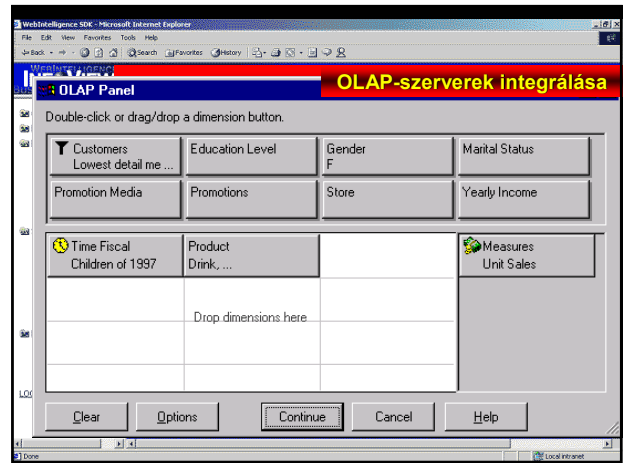 WebIntelligence SDK - Microsoft Internet Explorer
File Edit View Favorites Tools Help
Back Search Favorites History
WEBINTELLIGENCE
INFOVIEW
OLAP-szerverek integrálása
OLAP Panel
Double-click or drag/drop a dimension button.
Customers Education Level Gender Marital Status
Lowest detail me ... F
Promotion Media Promotions Store Yearly Income
Time Fiscal Product Measures
Children of 1997 Drink, ... Unit Sales
Drop dimensions here
Clear Options Continue Cancel Help
Done Local intranet